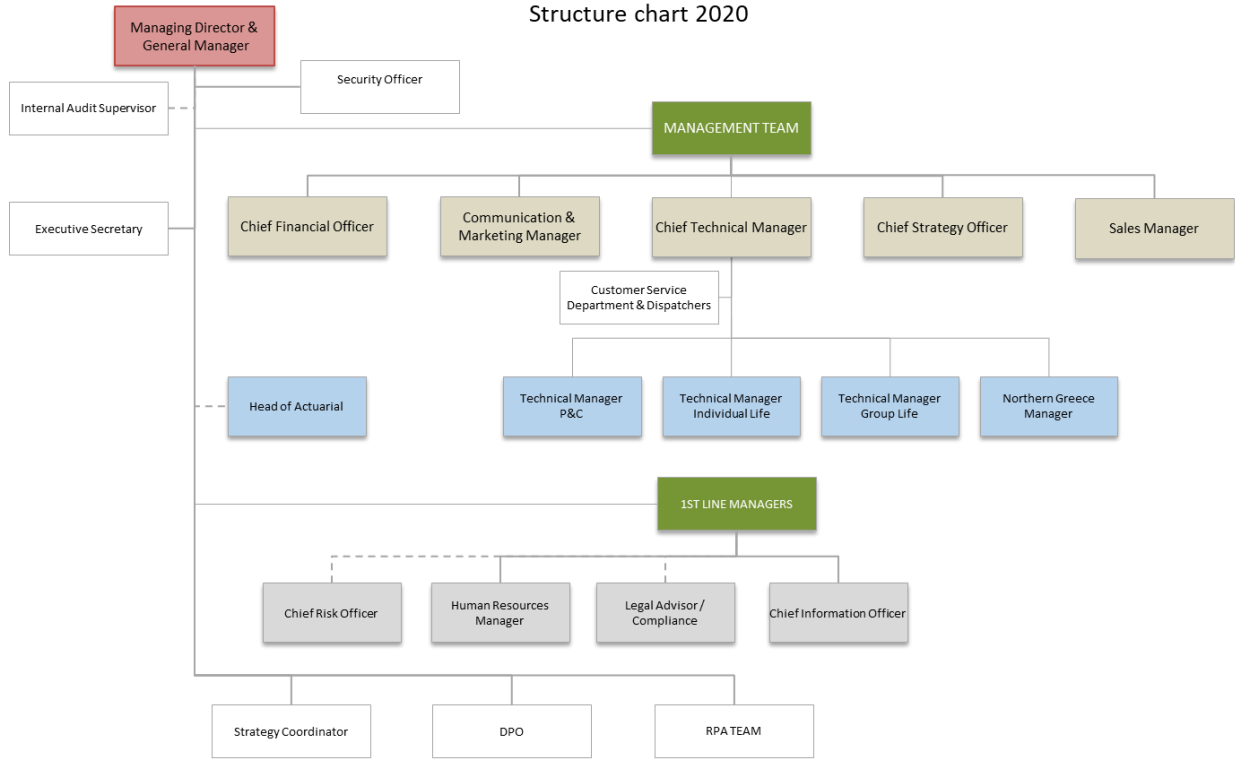 Structure chart 2020
Managing Director &
General Manager
Security Officer
Internal Audit Supervisor
MANAGEMENT TEAM
Executive Secretary
Chief Financial Officer
Communication &
Marketing Manager
Chief Technical Manager
Chief Strategy Officer
Sales Manager
Customer Service
Department & Dispatchers
Head of Actuarial
Technical Manager
P&C
Technical Manager
Individual Life
Technical Manager
Group Life
Northern Greece
Manager
1ST LINE MANAGERS
Chief Risk Officer
Human Resources
Manager
Legal Advisor /
Compliance
Chief Information Officer
Strategy Coordinator
DPO
RPA TEAM